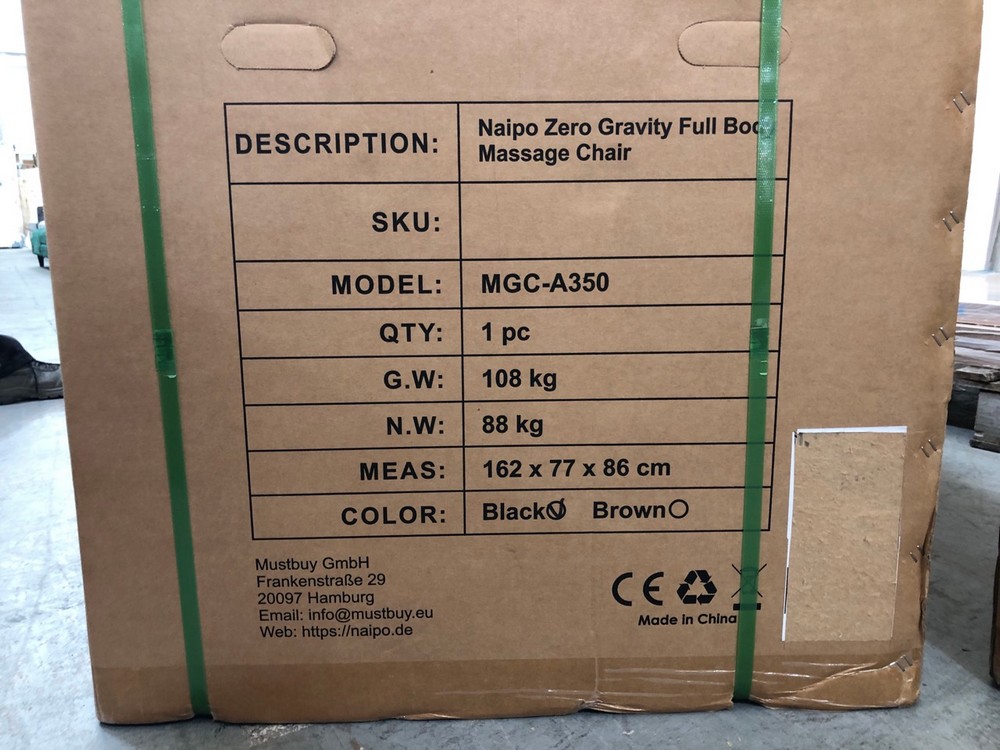 DESCRIPTION: Naipo Zero Gravity Full
Massage Chair
SKU:
MODEL: MGC-A350
QTY: 1 pc
G.W: 108 kg
N.W: 88 kg
MEAS: 162 x 77 x 86 cm
COLOR: Black Brown
Mustbuy GmbH
Frankenstraße 29
20097 Hamburg
Email: info@mustbuy.eu
Web: https://naipo.de
CE
Made in China